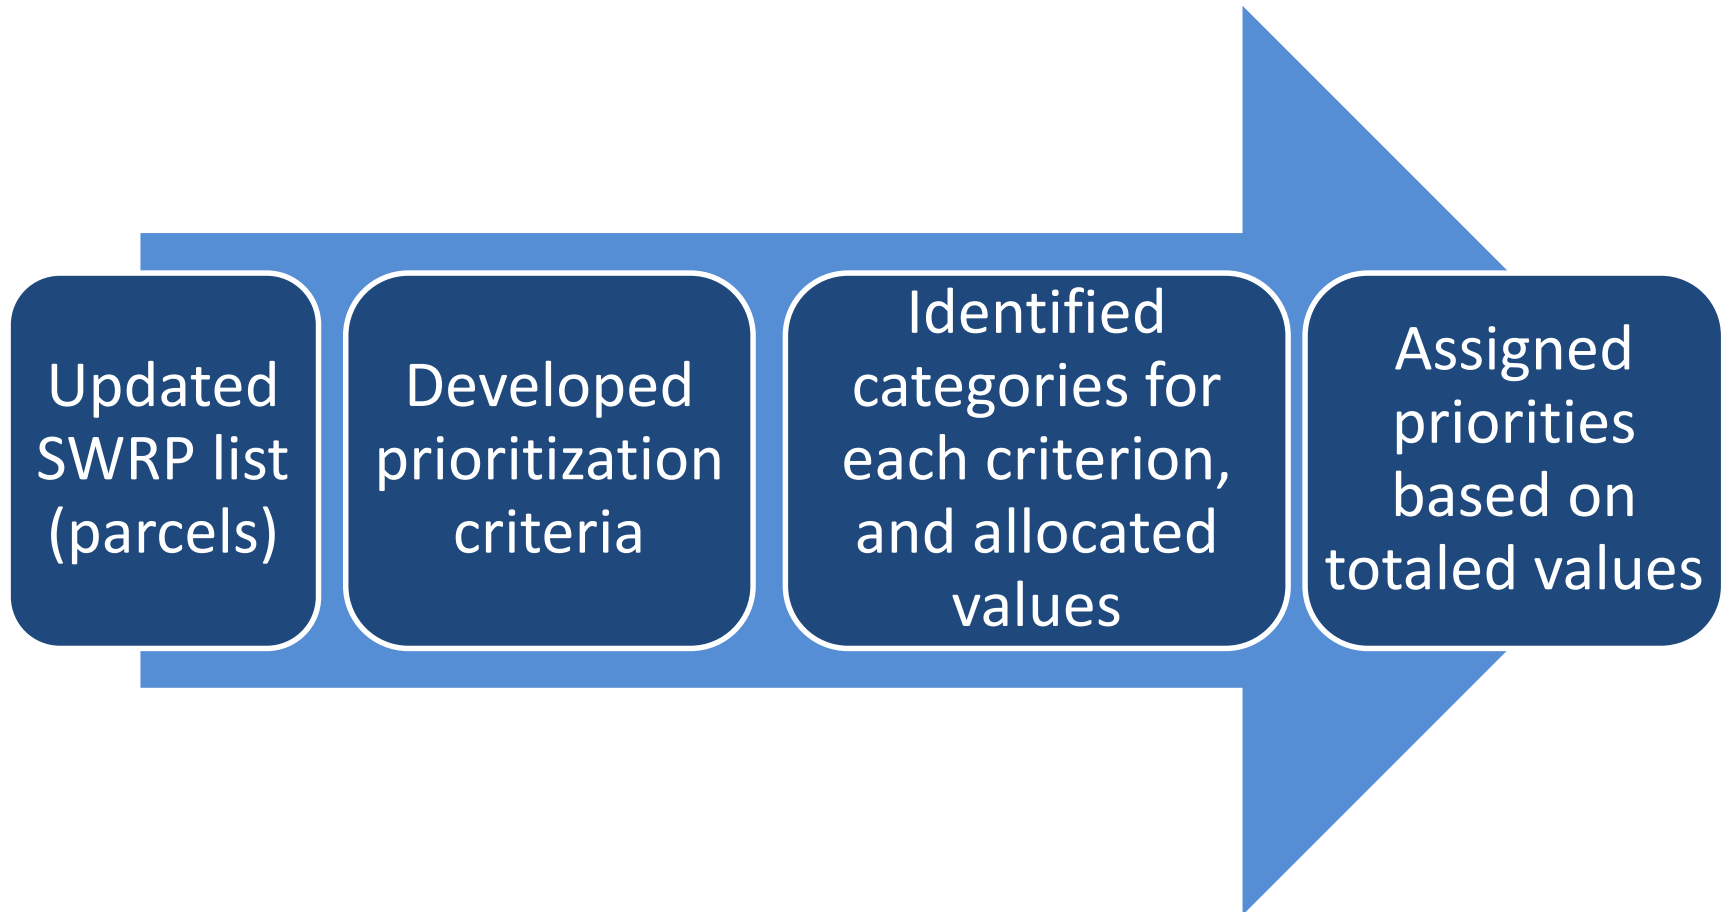 Updated
SWRP list
(parcels)
Developed
prioritization
criteria
Identified
categories for
each criterion,
and allocated
values
Assigned
priorities
based on
totaled values